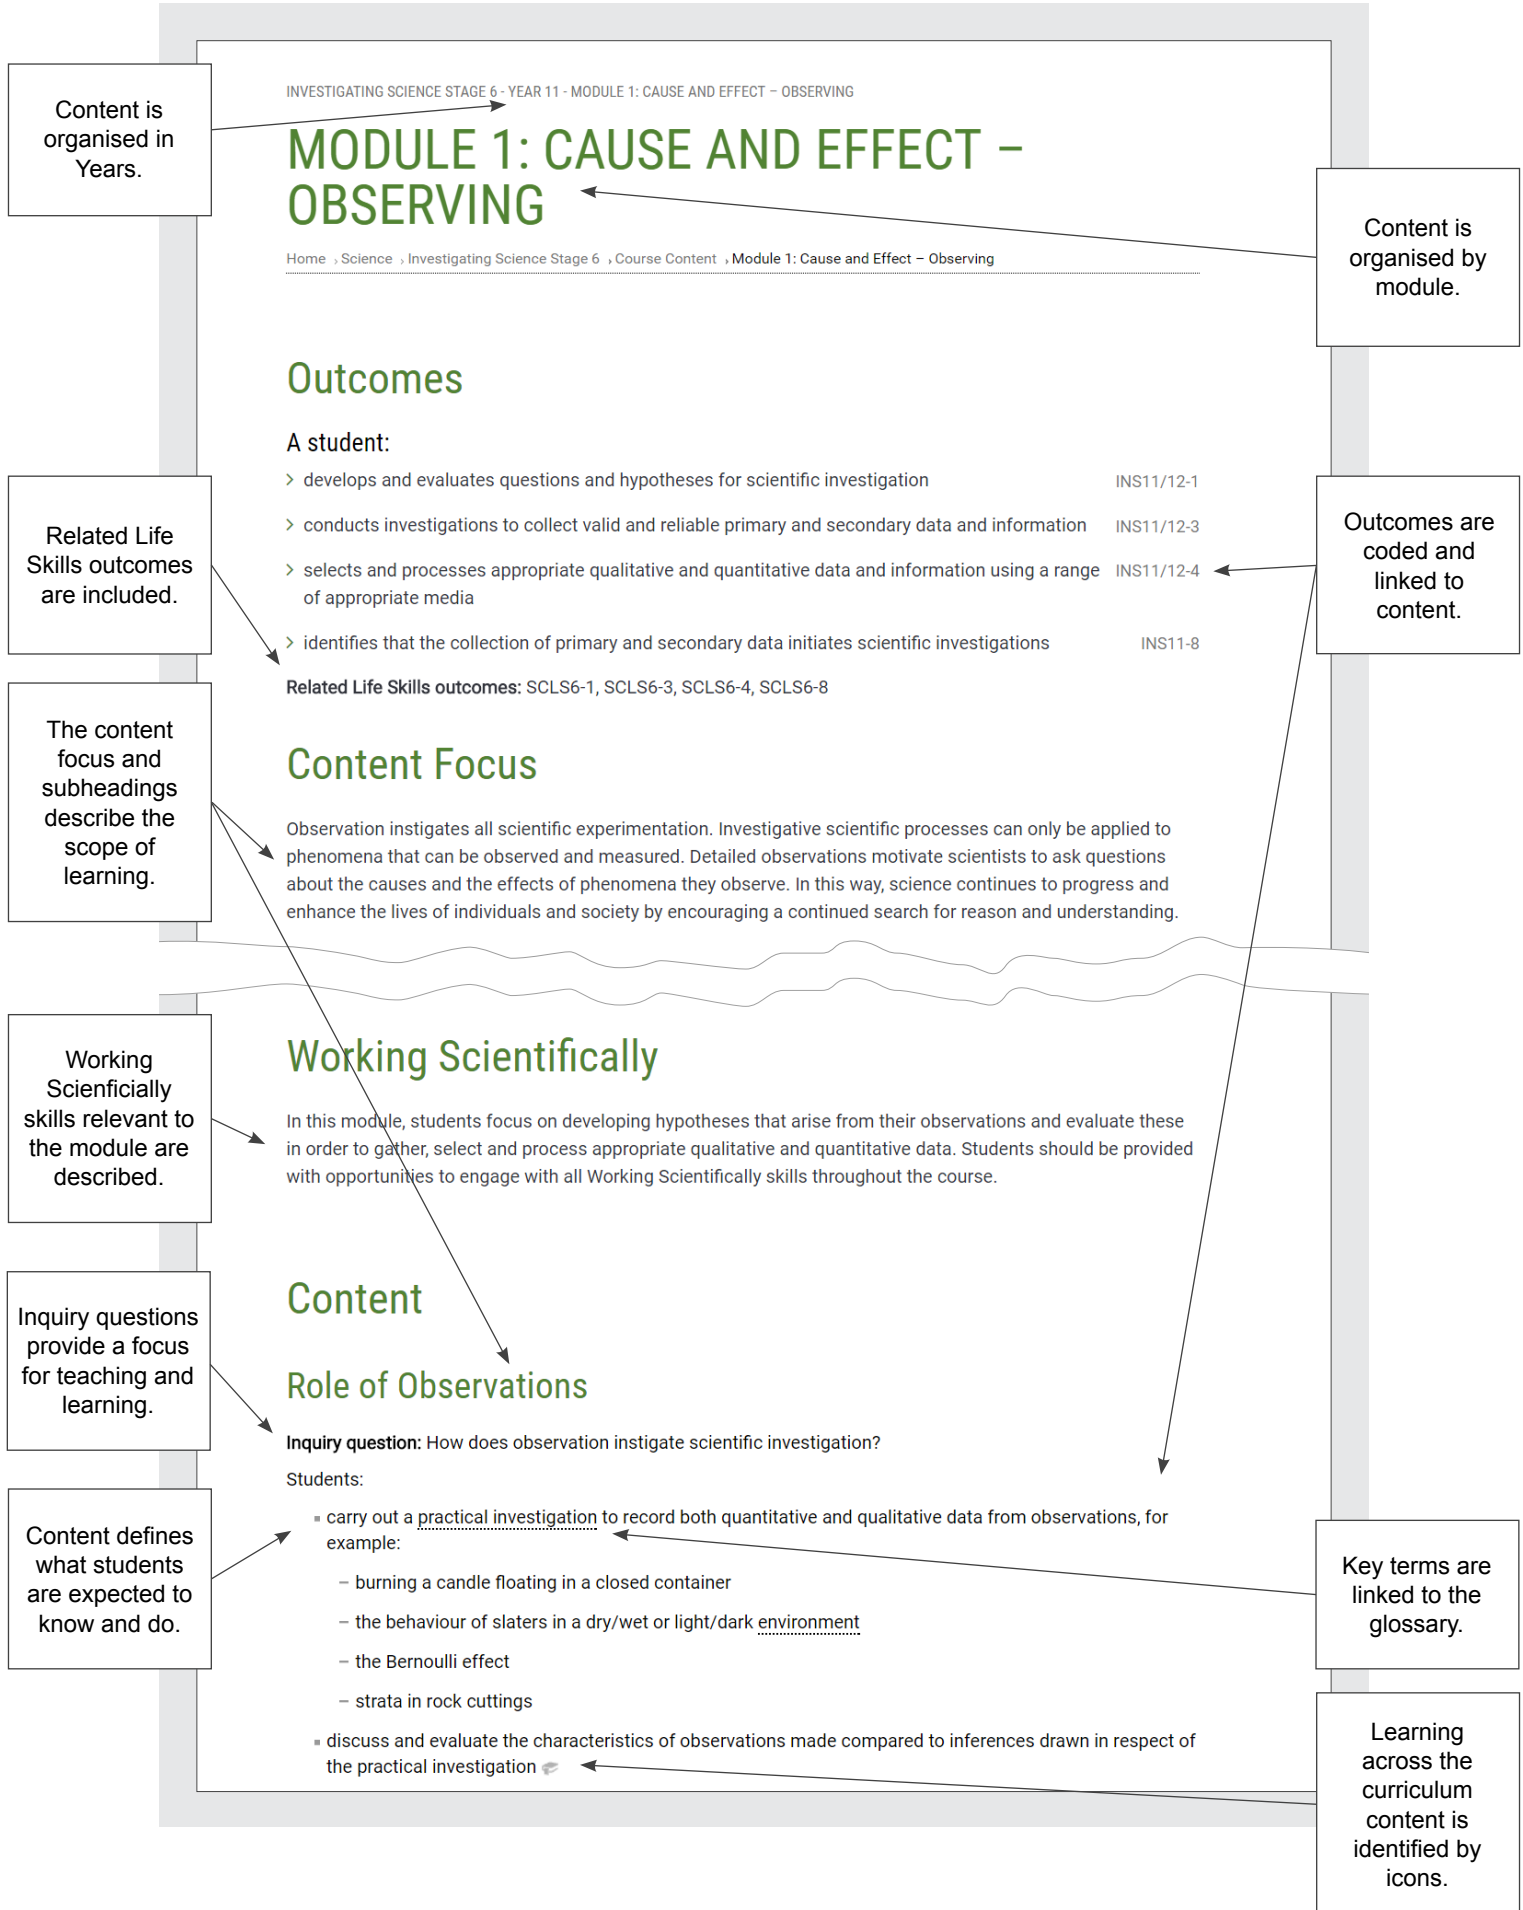 Content is
organised in
Years.
INVESTIGATING SCIENCE STAGE 6 - YEAR 11 - MODULE 1: CAUSE AND EFFECT – OBSERVING
MODULE 1: CAUSE AND EFFECT –
OBSERVING
Home › Science › Investigating Science Stage 6 › Course Content › Module 1: Cause and Effect – Observing
Content is
organised by
module.
Outcomes
A student:
> develops and evaluates questions and hypotheses for scientific investigation INS11/12-1
> conducts investigations to collect valid and reliable primary and secondary data and information INS11/12-3
> selects and processes appropriate qualitative and quantitative data and information using a range INS11/12-4
of appropriate media
> identifies that the collection of primary and secondary data initiates scientific investigations INS11-8
Related Life Skills outcomes: SCLS6-1, SCLS6-3, SCLS6-4, SCLS6-8
Related Life
Skills outcomes
are included.
Outcomes are
coded and
linked to
content.
The content
focus and
subheadings
describe the
scope of
learning.
Content Focus
Observation instigates all scientific experimentation. Investigative scientific processes can only be applied to
phenomena that can be observed and measured. Detailed observations motivate scientists to ask questions
about the causes and the effects of phenomena they observe. In this way, science continues to progress and
enhance the lives of individuals and society by encouraging a continued search for reason and understanding.
Working
Scienficially
skills relevant to
the module are
described.
Working Scientifically
In this module, students focus on developing hypotheses that arise from their observations and evaluate these
in order to gather, select and process appropriate qualitative and quantitative data. Students should be provided
with opportunities to engage with all Working Scientifically skills throughout the course.
Content
Role of Observations
Inquiry questions
provide a focus
for teaching and
learning.
Inquiry question: How does observation instigate scientific investigation?
Students:
▪ carry out a practical investigation to record both quantitative and qualitative data from observations, for
example:
– burning a candle floating in a closed container
– the behaviour of slaters in a dry/wet or light/dark environment
– the Bernoulli effect
– strata in rock cuttings
▪ discuss and evaluate the characteristics of observations made compared to inferences drawn in respect of
the practical investigation
Content defines
what students
are expected to
know and do.
Key terms are
linked to the
glossary.
Learning
across the
curriculum
content is
identified by
icons.